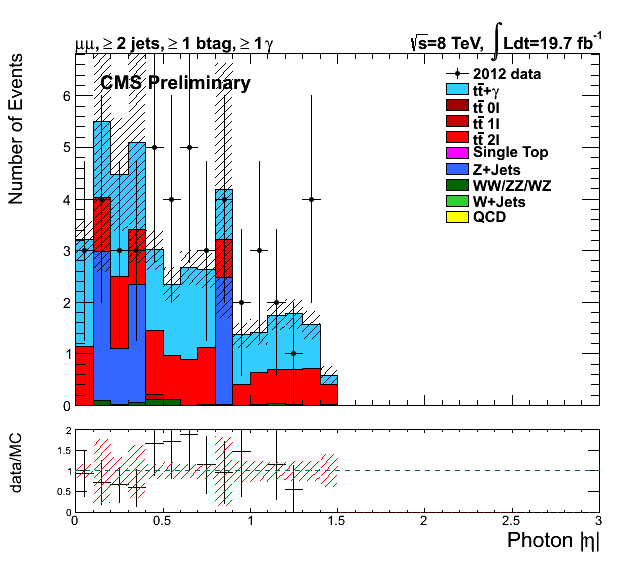 μμ, ≥ 2 jets, ≥ 1 btag, ≥ 1 γ
√s=8 TeV, ∫ Ldt=19.7 fb⁻¹
CMS Preliminary
Number of Events
6
5
4
3
2
1
0
2012 data
tt̄+γ
tt̄ 0l
tt̄ 1l
tt̄ 2l
Single Top
Z+Jets
WW/ZZ/WZ
W+Jets
QCD
data/MC
2
1.5
1
0.5
0
0 0.5 1 1.5 2 2.5 3
Photon |η|